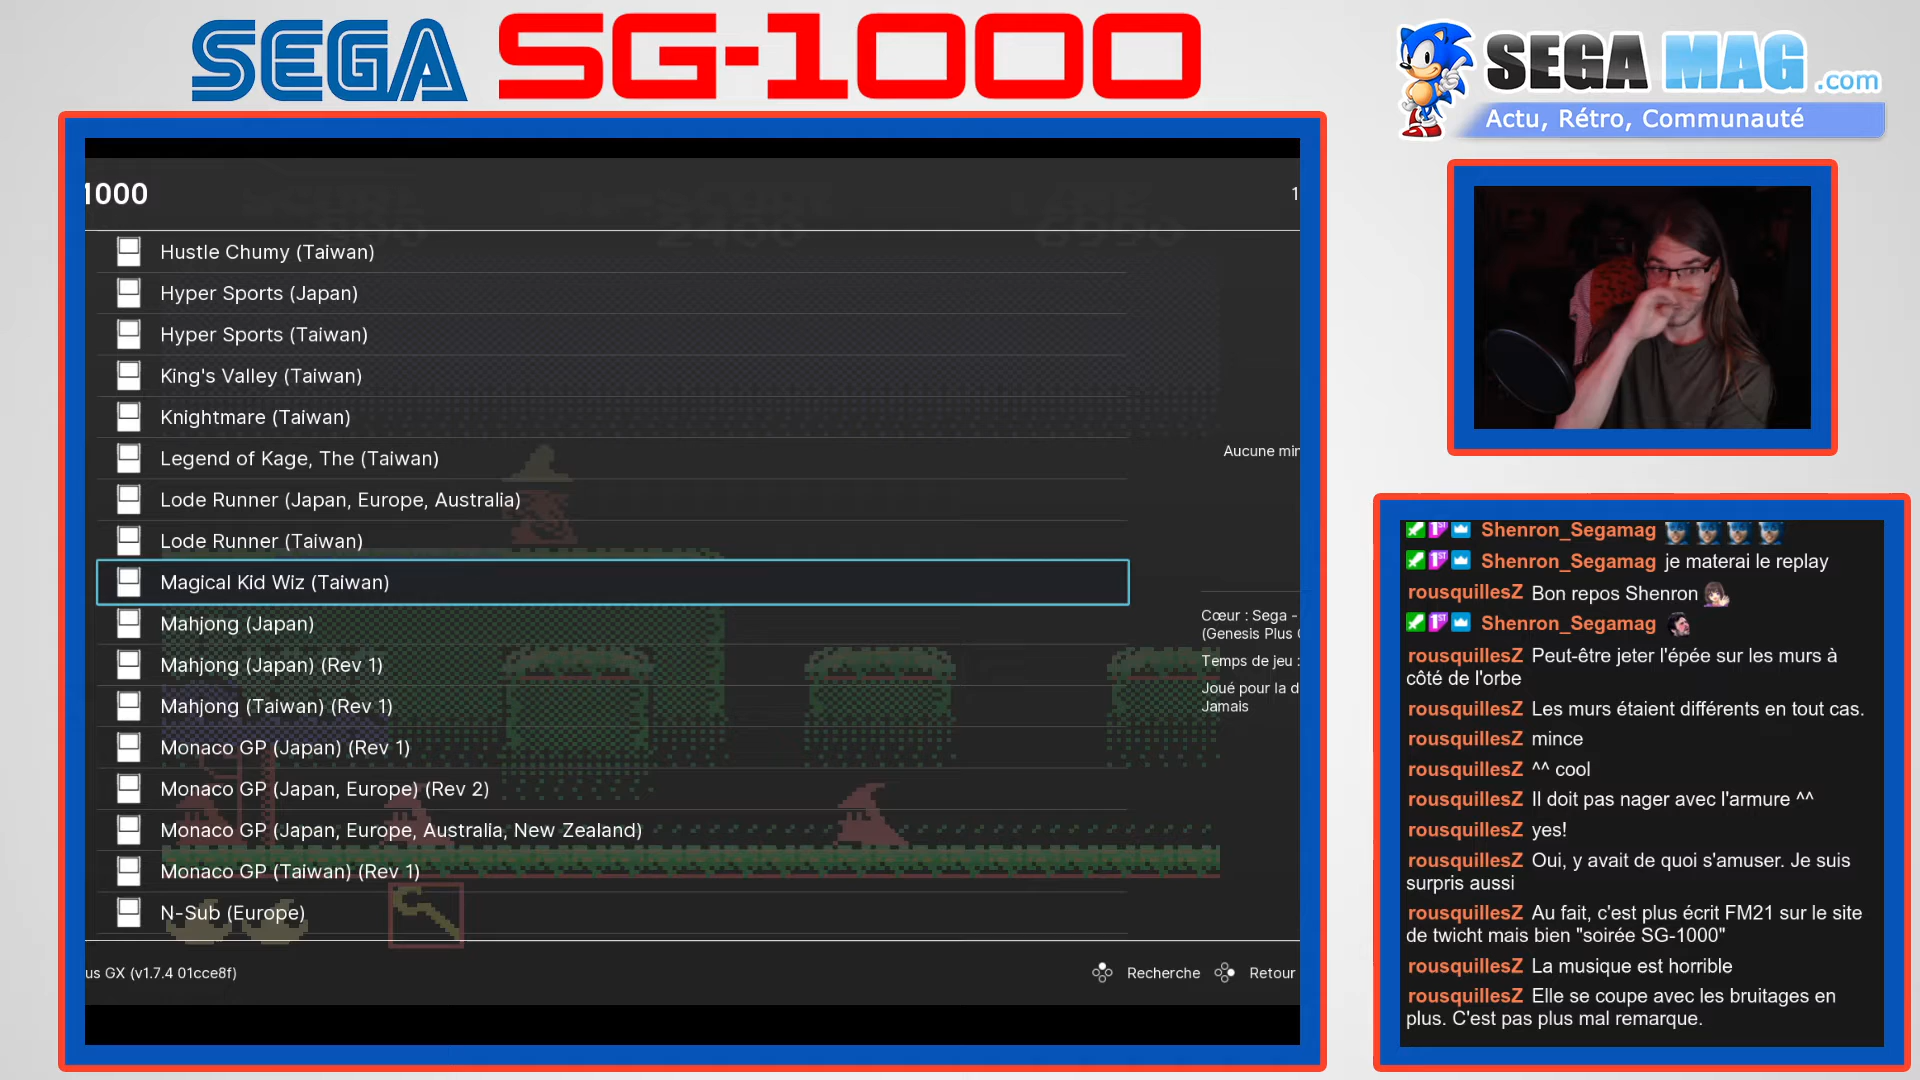 SEGA SG-1000
SEGA MAG .com
Actu, Rétro, Communauté
1000
1
Hustle Chumy (Taiwan)
Hyper Sports (Japan)
Hyper Sports (Taiwan)
King's Valley (Taiwan)
Knightmare (Taiwan)
Legend of Kage, The (Taiwan)
Lode Runner (Japan, Europe, Australia)
Lode Runner (Taiwan)
Magical Kid Wiz (Taiwan)
Mahjong (Japan)
Mahjong (Japan) (Rev 1)
Mahjong (Taiwan) (Rev 1)
Monaco GP (Japan) (Rev 1)
Monaco GP (Japan, Europe) (Rev 2)
Monaco GP (Japan, Europe, Australia, New Zealand)
Monaco GP (Taiwan) (Rev 1)
N-Sub (Europe)
Aucune min
Cœur : Sega -
(Genesis Plus G
Temps de jeu :
Joué pour la d
Jamais
us GX (v1.7.4 01cce8f)
Recherche Retour
Shenron_Segamag
Shenron_Segamag je materai le replay
rousquillesZ Bon repos Shenron
Shenron_Segamag
rousquillesZ Peut-être jeter l'épée sur les murs à
côté de l'orbe
rousquillesZ Les murs étaient différents en tout cas.
rousquillesZ mince
rousquillesZ ^^ cool
rousquillesZ Il doit pas nager avec l'armure ^^
rousquillesZ yes!
rousquillesZ Oui, y avait de quoi s'amuser. Je suis
surpris aussi
rousquillesZ Au fait, c'est plus écrit FM21 sur le site
de twicht mais bien "soirée SG-1000"
rousquillesZ La musique est horrible
rousquillesZ Elle se coupe avec les bruitages en
plus. C'est pas plus mal remarque.